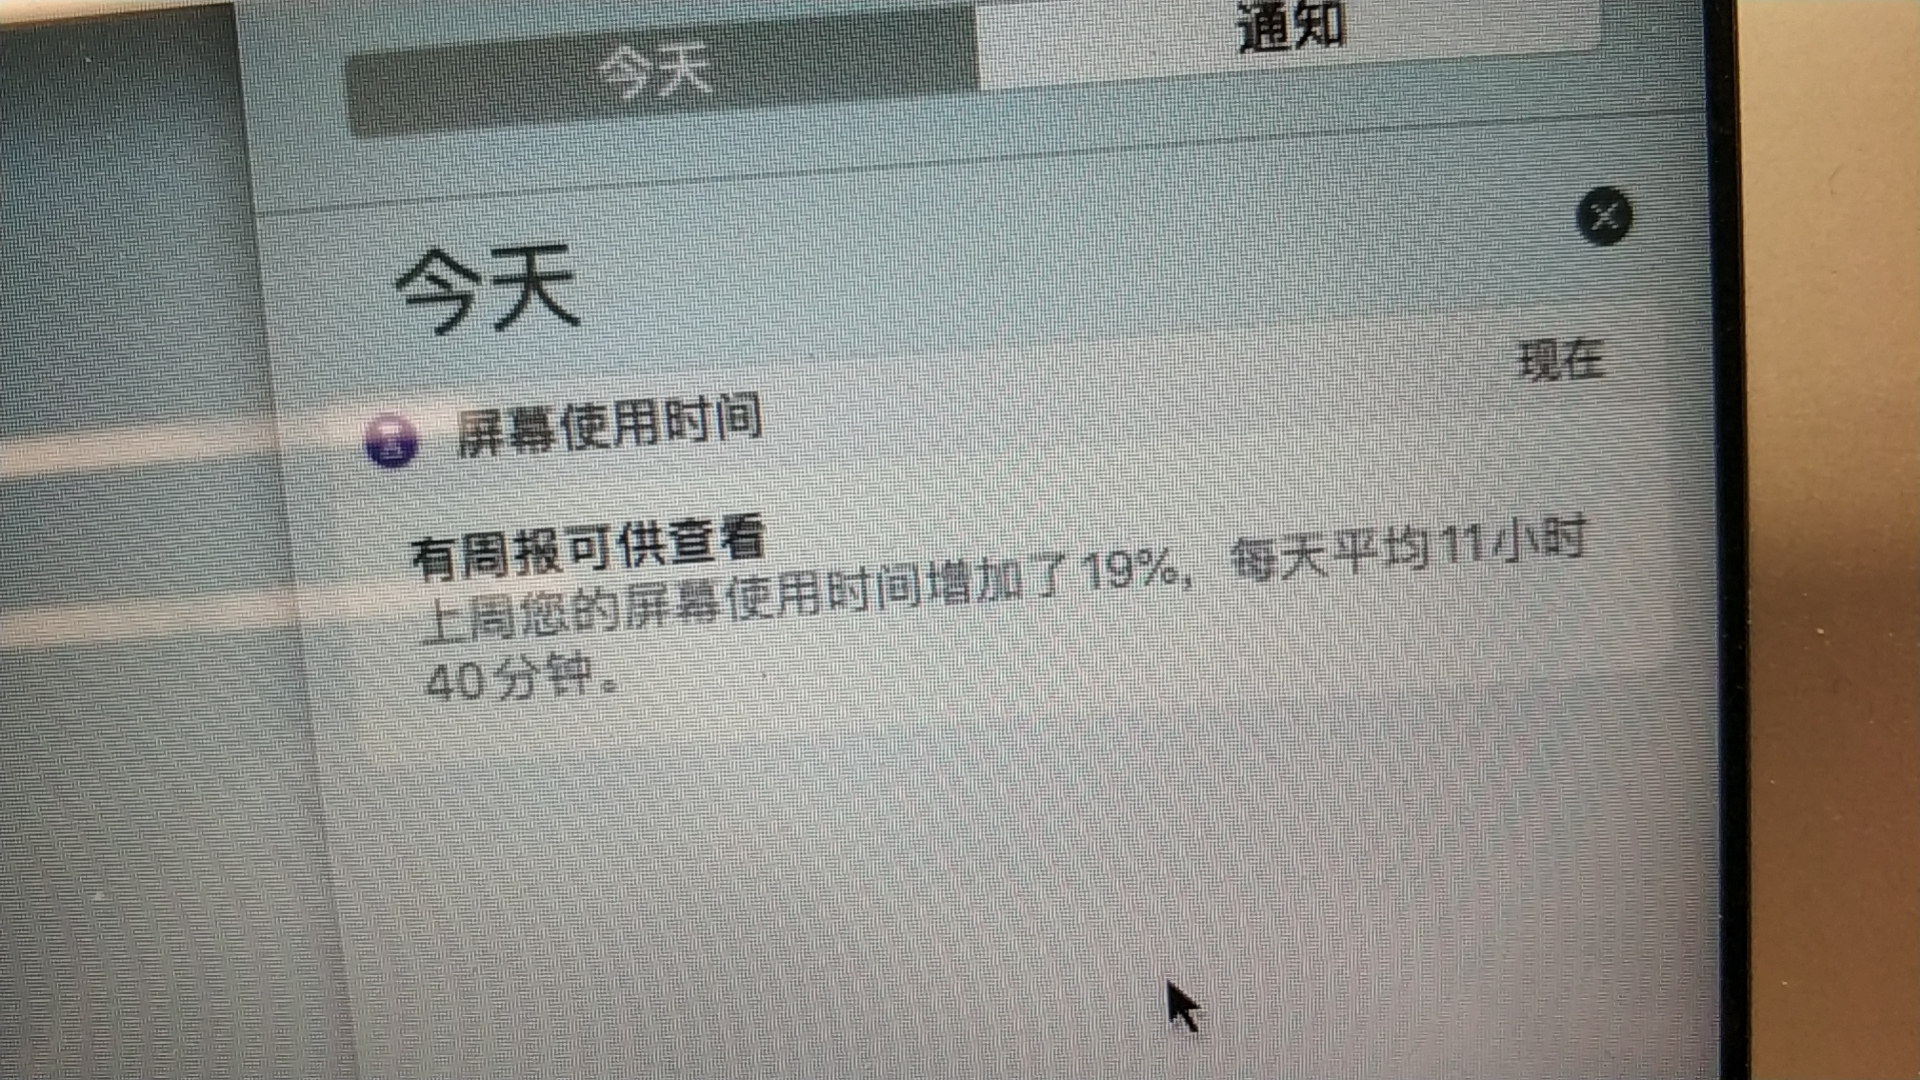 今天
通知
今天
屏幕使用时间
现在
有周报可供查看
上周您的屏幕使用时间增加了19%，每天平均11小时
40分钟。